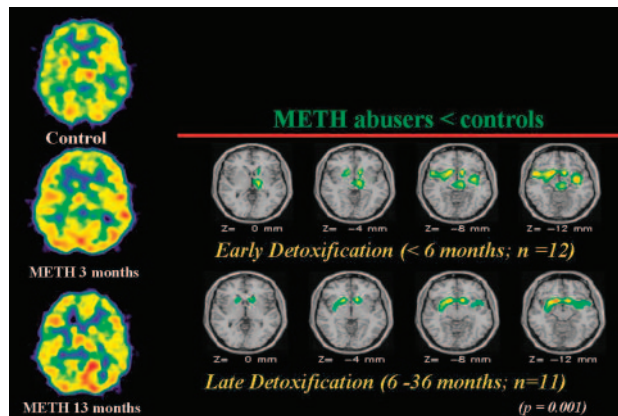 Control
METH 3 months
METH 13 months
METH abusers < controls
Z= 0 mm
Z= -4 mm
Z= -8 mm
Z= -12 mm
Early Detoxification (< 6 months; n =12)
Z= 0 mm
Z= -4 mm
Z= -8 mm
Z= -12 mm
Late Detoxification (6 -36 months; n=11)
(p = 0.001)